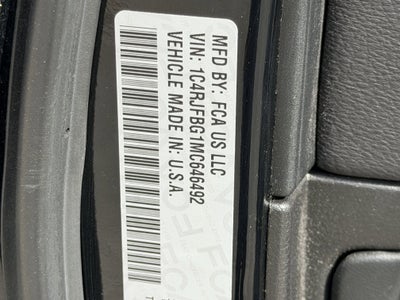 MFD BY: FCA US LLC
VIN: 1C4RJFBG1MC646492
VEHICLE MADE IN: U.S.A.